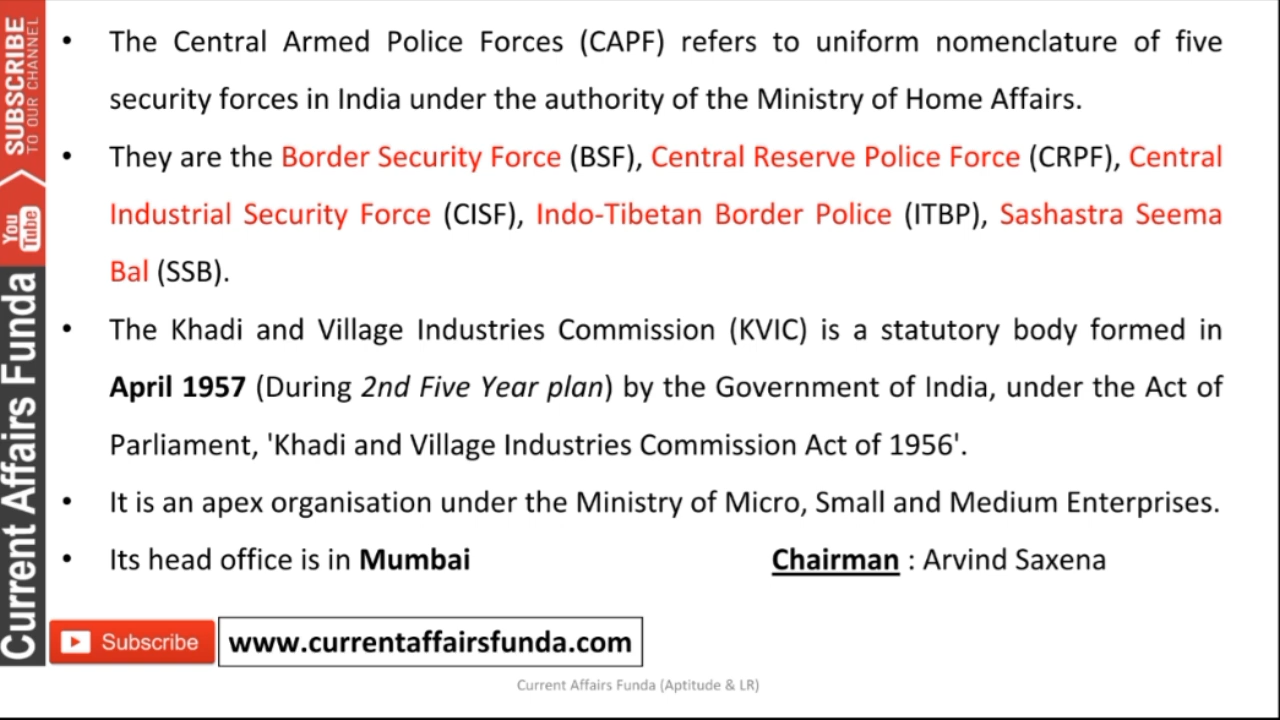 • The Central Armed Police Forces (CAPF) refers to uniform nomenclature of five
security forces in India under the authority of the Ministry of Home Affairs.
• They are the Border Security Force (BSF), Central Reserve Police Force (CRPF), Central
Industrial Security Force (CISF), Indo-Tibetan Border Police (ITBP), Sashastra Seema
Bal (SSB).
• The Khadi and Village Industries Commission (KVIC) is a statutory body formed in
April 1957 (During 2nd Five Year plan) by the Government of India, under the Act of
Parliament, 'Khadi and Village Industries Commission Act of 1956'.
• It is an apex organisation under the Ministry of Micro, Small and Medium Enterprises.
• Its head office is in Mumbai Chairman : Arvind Saxena
SUBSCRIBE
TO OUR CHANNEL
You
Tube
Current Affairs Funda
Subscribe www.currentaffairsfunda.com
Current Affairs Funda (Aptitude & LR)